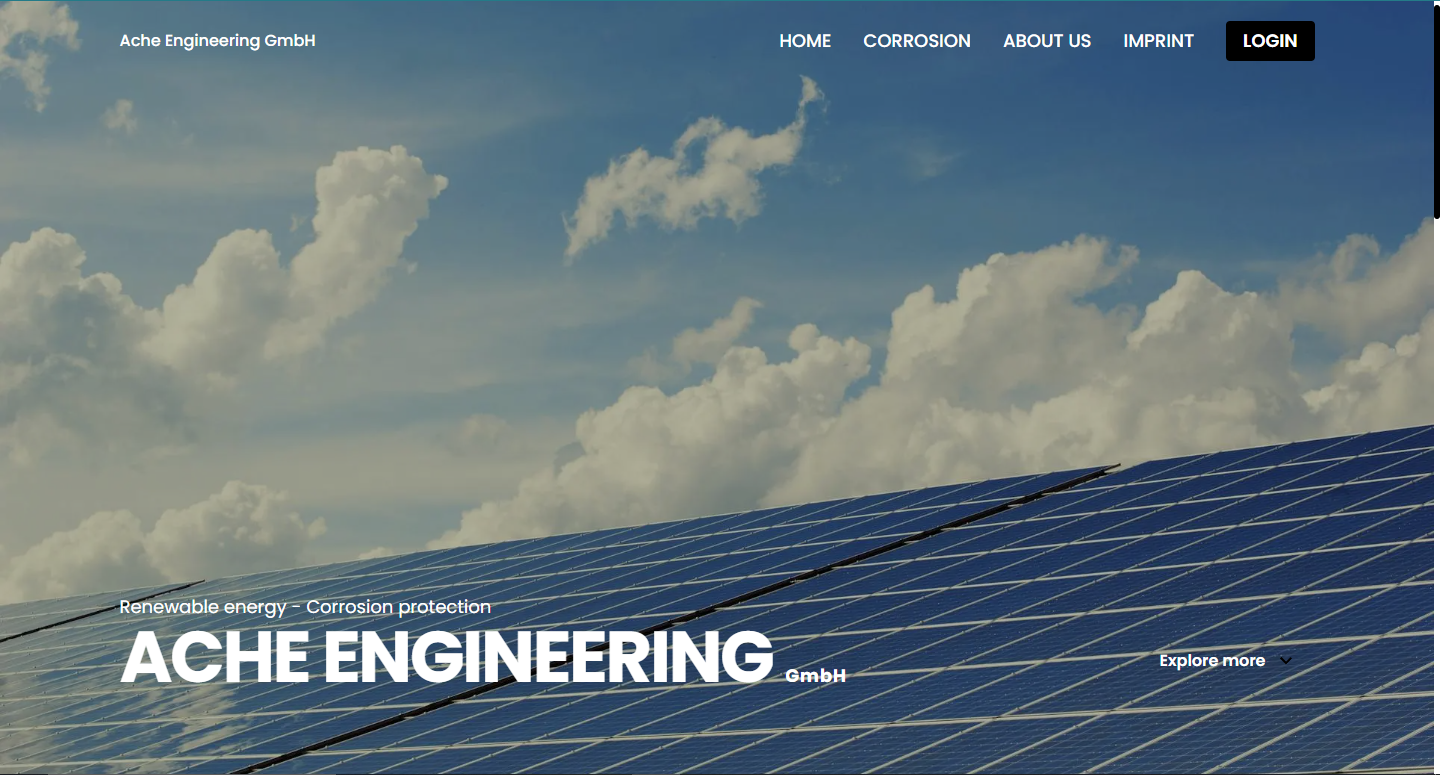 Ache Engineering GmbH
HOME CORROSION ABOUT US IMPRINT LOGIN
Renewable energy - Corrosion protection
ACHE ENGINEERING GmbH
Explore more